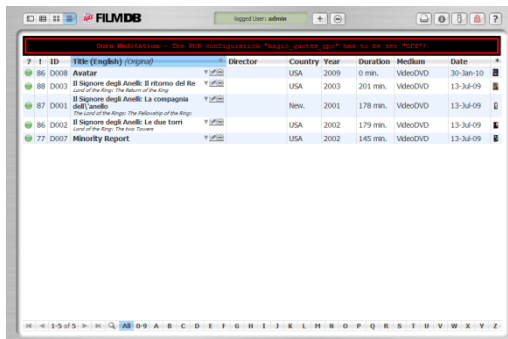 FILMDB
logged User: admin
Guru Meditation - The PHP configuration "magic_quotes_gpc" has to be set "OFF"!
? ! ID Title (English) (Original) Director Country Year Duration Medium Date *
86 D008 Avatar USA 2009 0 min. VideoDVD 30-Jan-10
88 D003 Il Signore degli Anelli: Il ritorno del Re USA 2003 201 min. VideoDVD 13-Jul-09
Lord of the Rings: The Return of the King
87 D001 Il Signore degli Anelli: La compagnia dell\'anello New. 2001 178 min. VideoDVD 13-Jul-09
The Lord of the Rings: The Fellowship of the Rings
86 D002 Il Signore degli Anelli: Le due torri USA 2002 179 min. VideoDVD 13-Jul-09
Lord of the Rings: The two Towers
77 D007 Minority Report USA 2002 145 min. VideoDVD 13-Jul-09
1-5 of 5 All 0-9 A B C D E F G H I J K L M N O P Q R S T U V W X Y Z